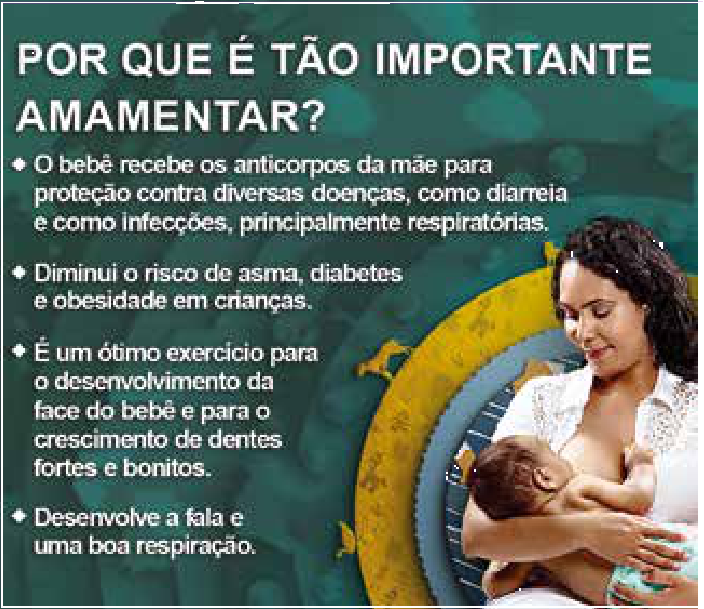 POR QUE É TÃO IMPORTANTE
AMAMENTAR?
O bebê recebe os anticorpos da mãe para
proteção contra diversas doenças, como diarreia
e como infecções, principalmente respiratórias.
Diminui o risco de asma, diabetes
e obesidade em crianças.
É um ótimo exercício para
o desenvolvimento da
face do bebê e para o
crescimento de dentes
fortes e bonitos.
Desenvolve a fala e
uma boa respiração.